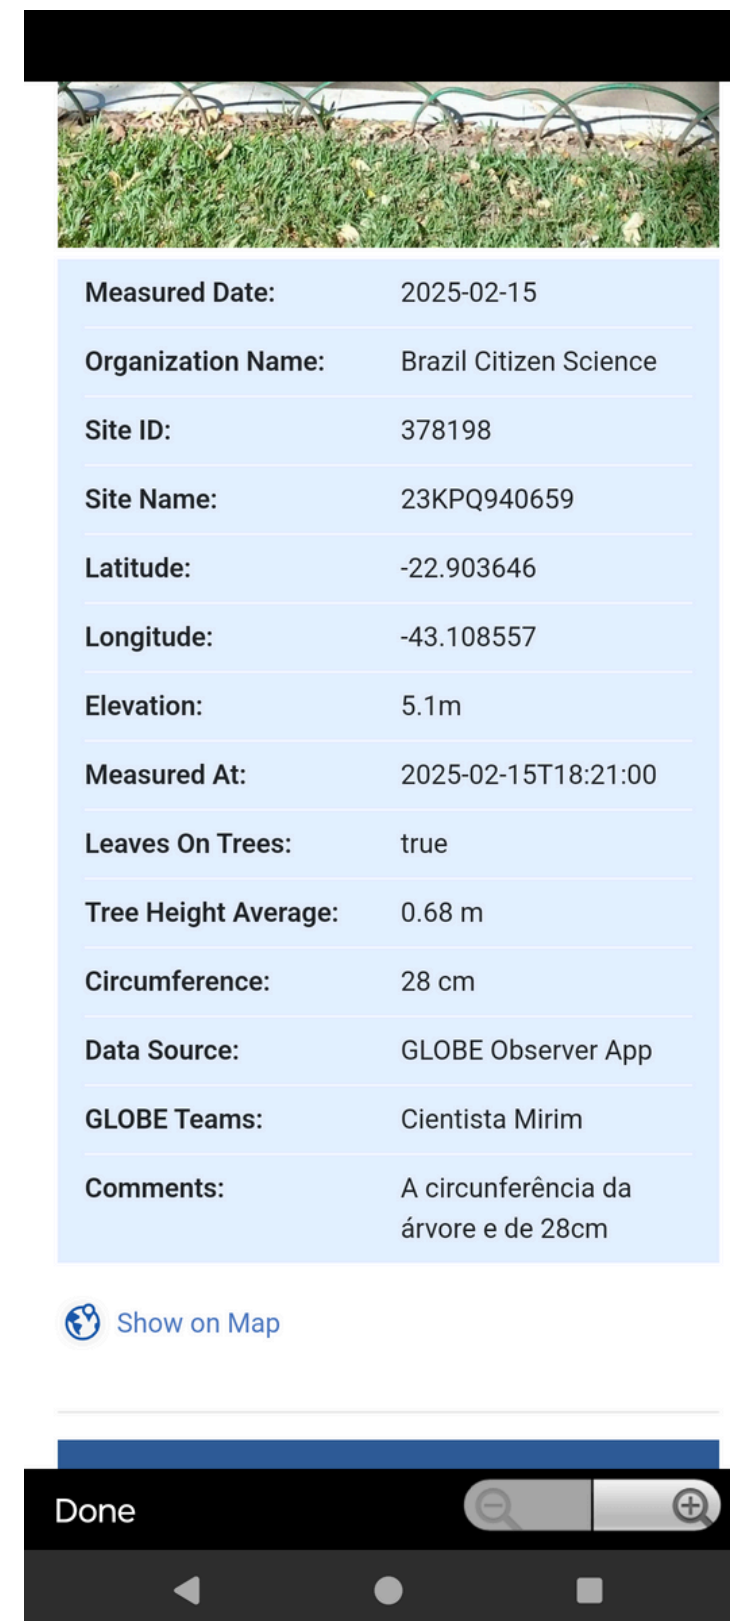 Measured Date: 2025-02-15
Organization Name: Brazil Citizen Science
Site ID: 378198
Site Name: 23KPQ940659
Latitude: -22.903646
Longitude: -43.108557
Elevation: 5.1m
Measured At: 2025-02-15T18:21:00
Leaves On Trees: true
Tree Height Average: 0.68 m
Circumference: 28 cm
Data Source: GLOBE Observer App
GLOBE Teams: Cientista Mirim
Comments: A circunferência da
árvore e de 28cm
Show on Map
Done